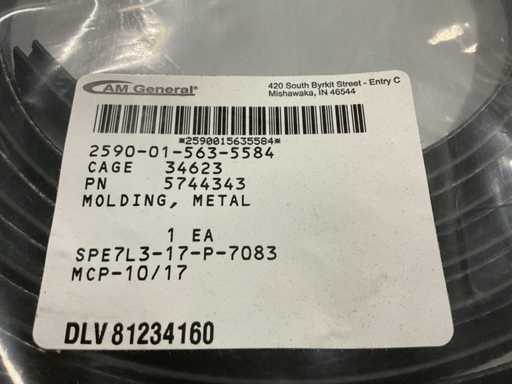 AM General®
420 South Byrkit Street - Entry C
Mishawaka, IN 46544
*2590015635584*
2590-01-563-5584
CAGE 34623
PN 5744343
MOLDING, METAL
1 EA
SPE7L3-17-P-7083
MCP-10/17
DLV 81234160